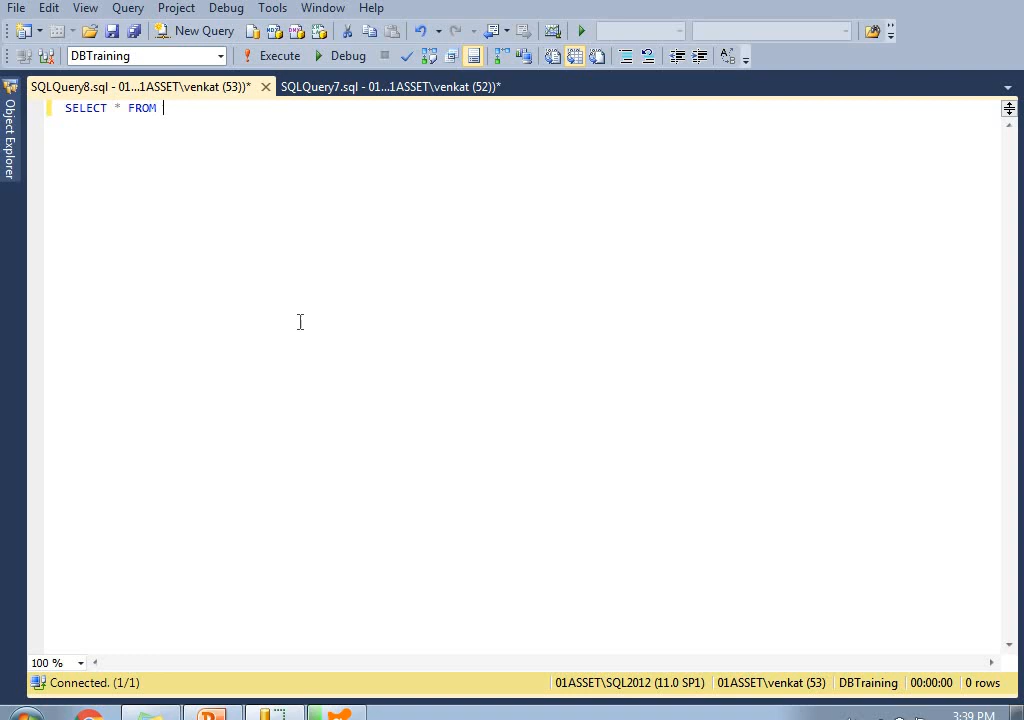 File Edit View Query Project Debug Tools Window Help
New Query
DBTraining Execute Debug
SQLQuery8.sql - 01...1ASSET\venkat (53))* SQLQuery7.sql - 01...1ASSET\venkat (52))*
Object Explorer
SELECT * FROM
100 %
Connected. (1/1) 01ASSET\SQL2012 (11.0 SP1) 01ASSET\venkat (53) DBTraining 00:00:00 0 rows
3:39 PM